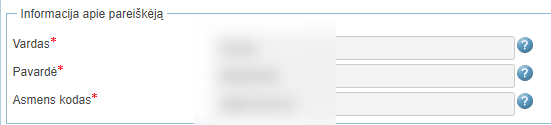 Informacija apie pareiškėją
Vardas*
?
Pavardė*
?
Asmens kodas*
?